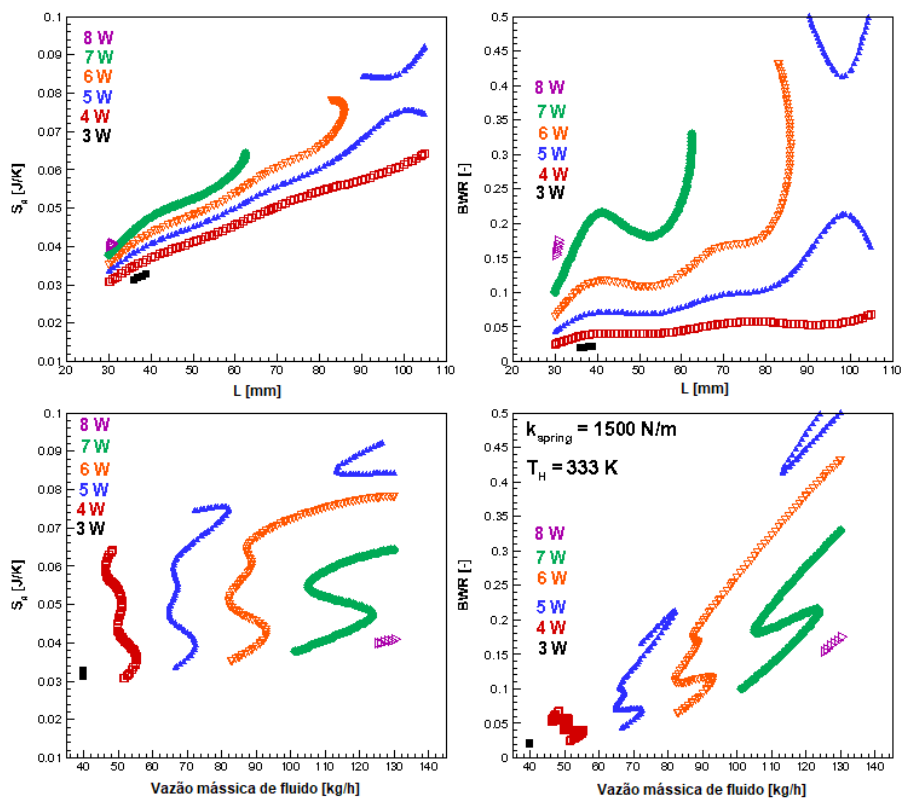 0.1
0.09
0.08
0.07
0.06
0.05
0.04
0.03
0.02
0.01
S_g [J/K]
8 W
7 W
6 W
5 W
4 W
3 W
20 30 40 50 60 70 80 90 100 110
L [mm]
0.5
0.45
0.4
0.35
0.3
0.25
0.2
0.15
0.1
0.05
0
BWR [-]
8 W
7 W
6 W
5 W
4 W
3 W
20 30 40 50 60 70 80 90 100 110
L [mm]
0.1
0.09
0.08
0.07
0.06
0.05
0.04
0.03
0.02
0.01
S_g [J/K]
8 W
7 W
6 W
5 W
4 W
3 W
40 50 60 70 80 90 100 110 120 130 140
Vazão mássica de fluido [kg/h]
0.5
0.45
0.4
0.35
0.3
0.25
0.2
0.15
0.1
0.05
0
BWR [-]
k_spring = 1500 N/m
T_H = 333 K
8 W
7 W
6 W
5 W
4 W
3 W
40 50 60 70 80 90 100 110 120 130 140
Vazão mássica de fluido [kg/h]